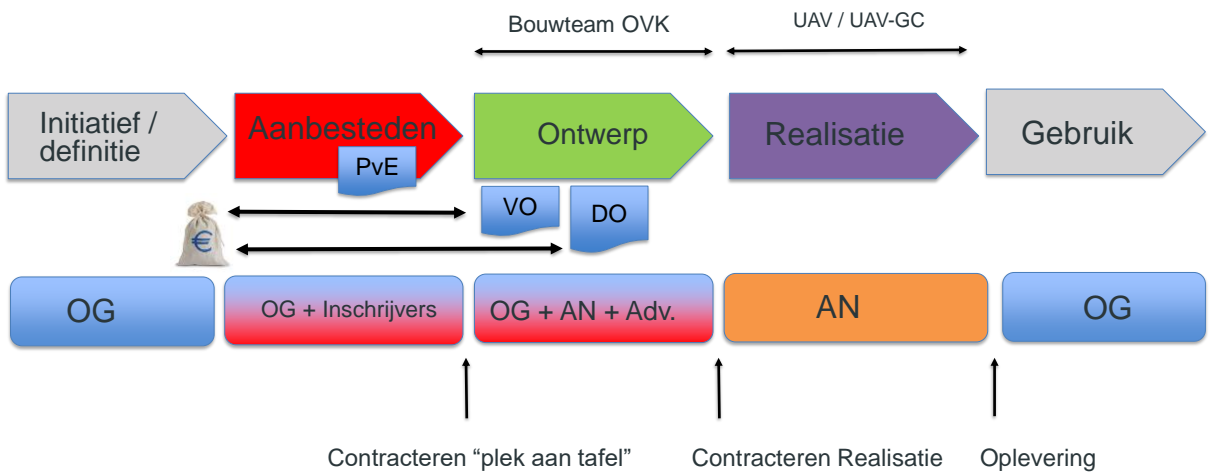 Bouwteam OVK
UAV / UAV-GC
Initiatief /
definitie
Aanbesteden
Ontwerp
Realisatie
Gebruik
PvE
VO
DO
€
OG
OG + Inschrijvers
OG + AN + Adv.
AN
OG
Contracteren “plek aan tafel”
Contracteren Realisatie
Oplevering